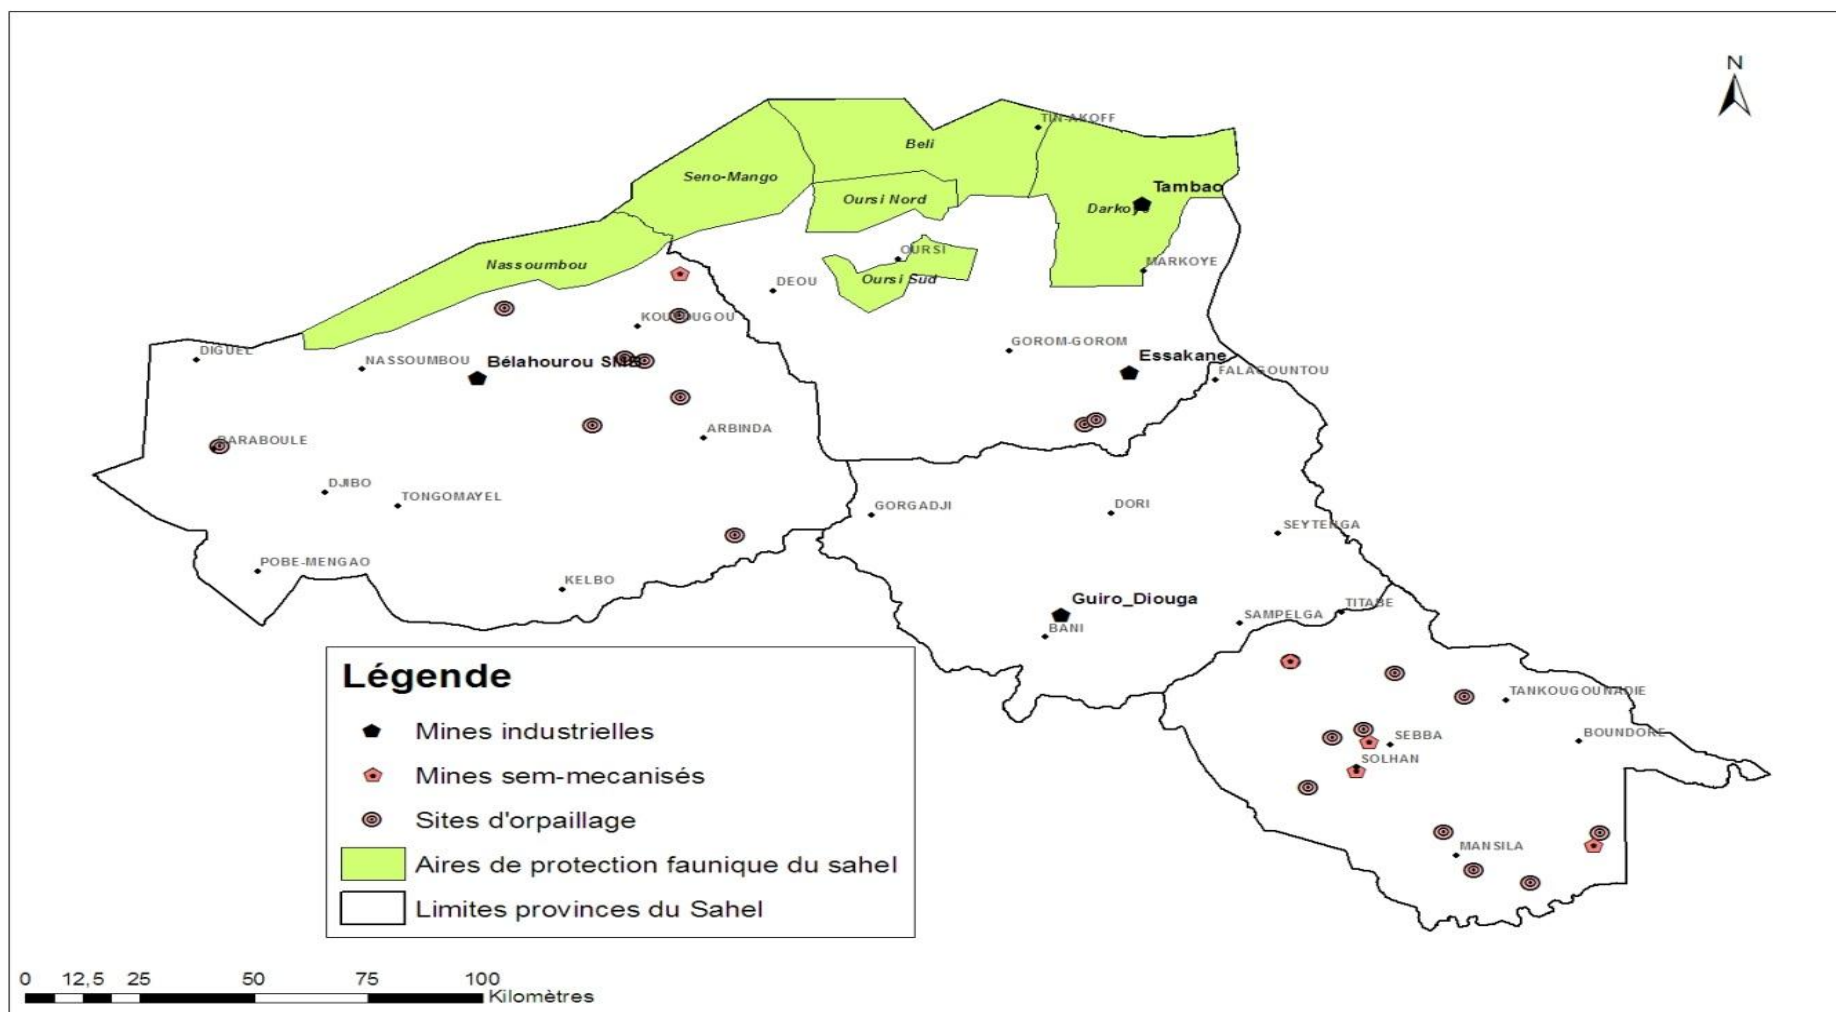 N
TIN-AKOFF
Beli
Seno-Mango
Tambao
Oursi Nord
OURSI
Nassoumbou
MARKOYE
Oursi Sud
DEOU
GOROM-GOROM
DIGUEL
NASSOUMBOU
Bélahourou
Essakane
FALAGOUNTOU
ARBINDA
DJIBO
TONGOMAYEL
GORGADJI
DORI
SEYTENGA
POBE-MENGAO
KELBO
Guiro_Diouga
TITABE
SAMPELGA
BANI
TANKOUGOUNADIE
BOUNDORE
SEBBA
SOLHAN
MANSILA
Légende
Mines industrielles
Mines sem-mecanisés
Sites d'orpaillage
Aires de protection faunique du sahel
Limites provinces du Sahel
0 12,5 25 50 75 100
Kilomètres